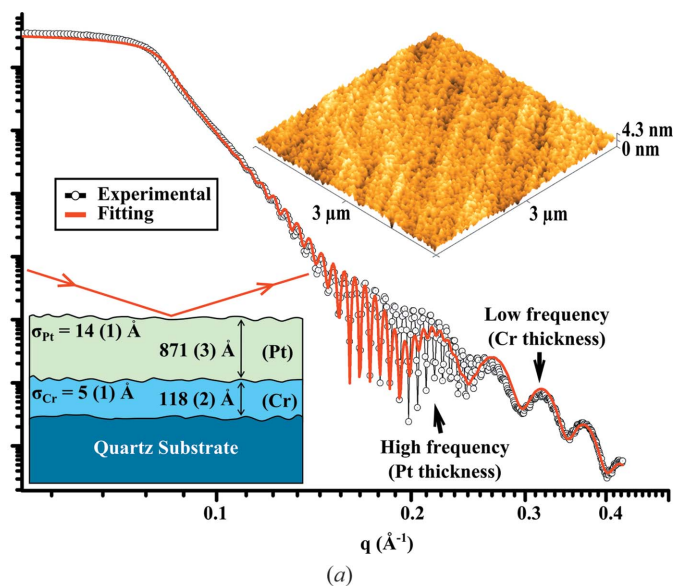 4.3 nm
0 nm
3 µm
3 µm
Experimental
Fitting
Low frequency
(Cr thickness)
σPt = 14 (1) Å
871 (3) Å
(Pt)
σCr = 5 (1) Å
118 (2) Å
(Cr)
Quartz Substrate
High frequency
(Pt thickness)
0.1
0.2
0.3
0.4
q (Å-1)
(a)